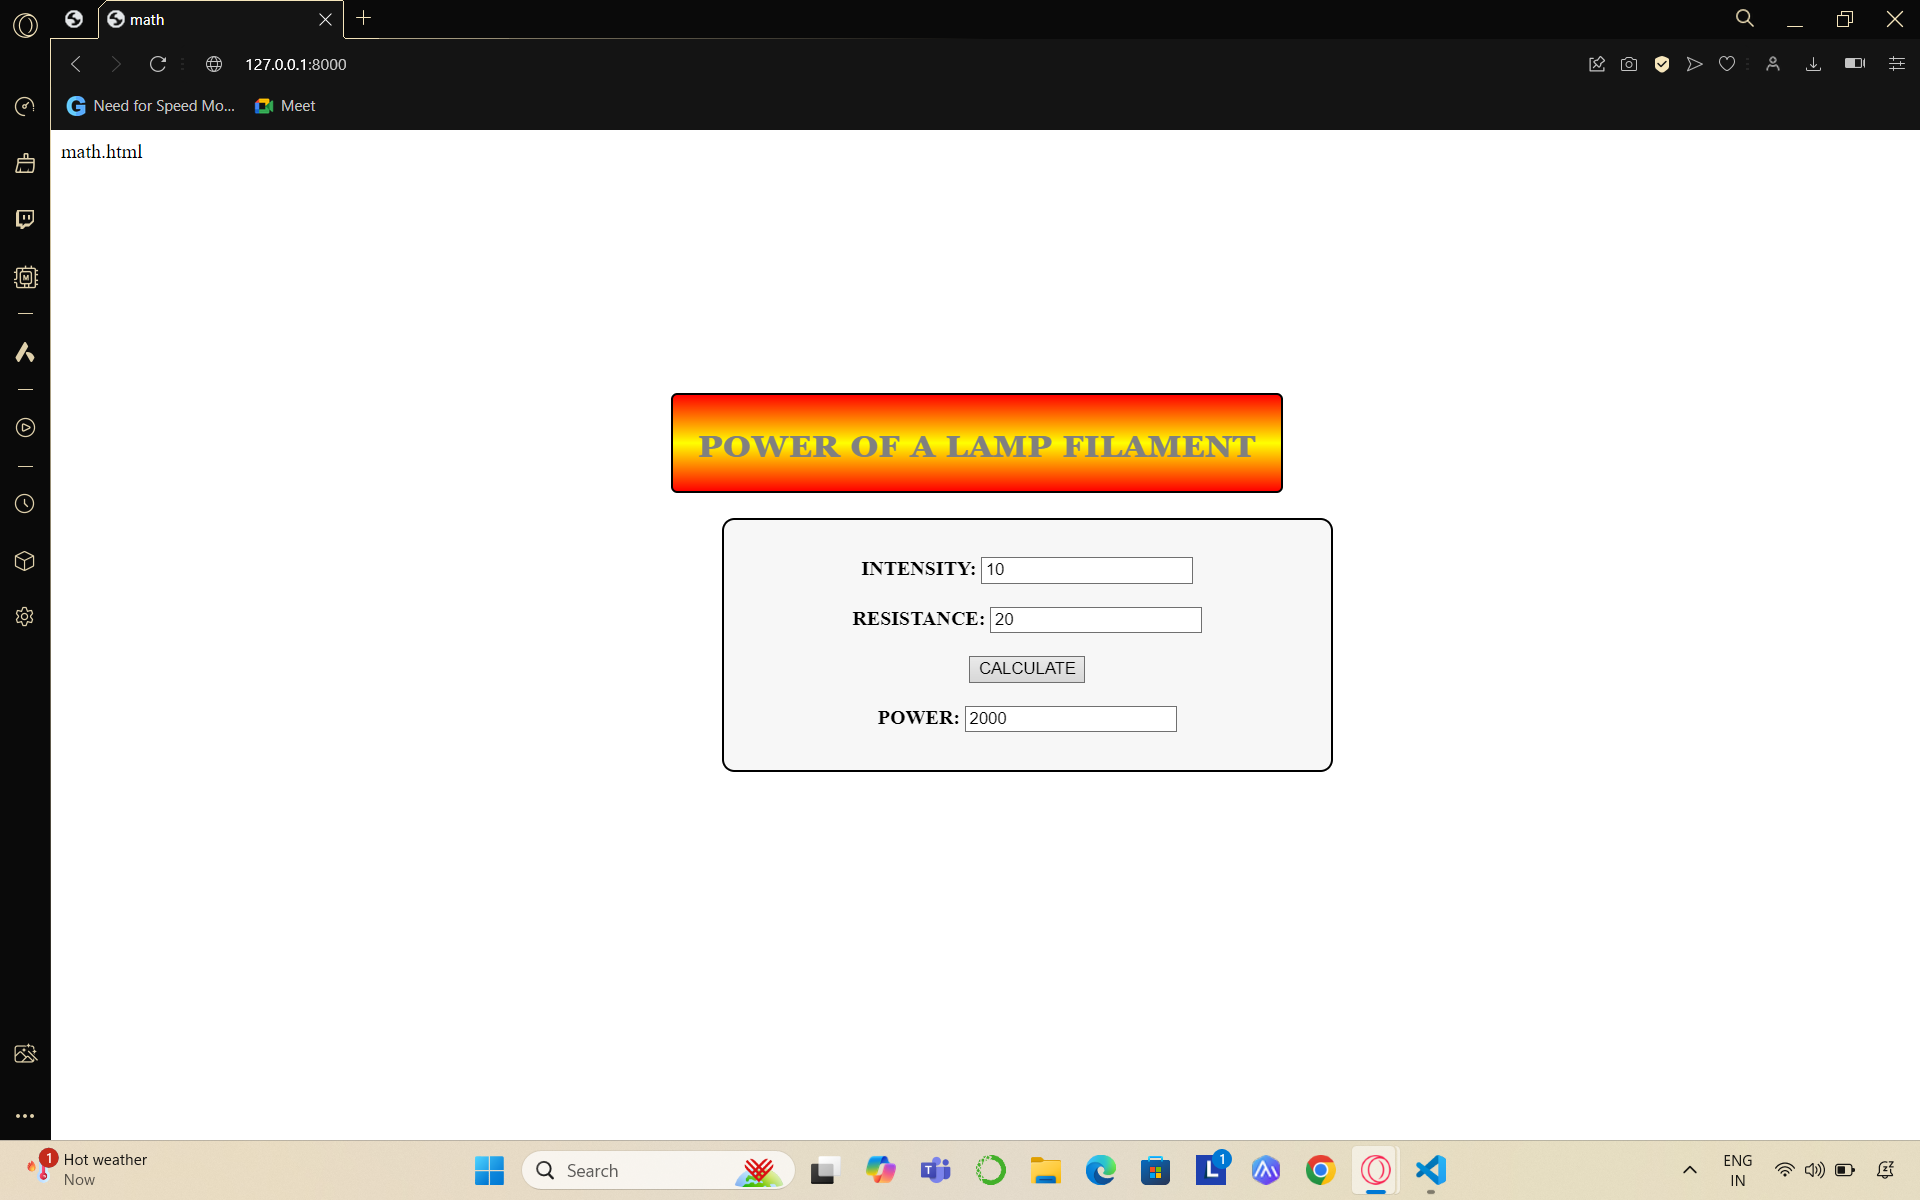 math
127.0.0.1:8000
Need for Speed Mo...
Meet
math.html
POWER OF A LAMP FILAMENT
INTENSITY: 10
RESISTANCE: 20
CALCULATE
POWER: 2000
1
Hot weather
Now
Search
1
ENG
IN